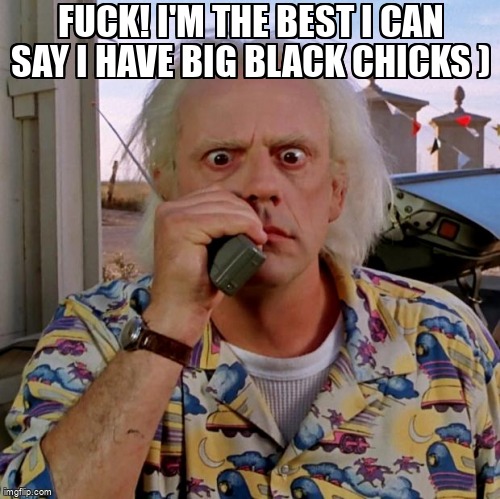 FUCK! I'M THE BEST I CAN
SAY I HAVE BIG BLACK CHICKS )
imgflip.com